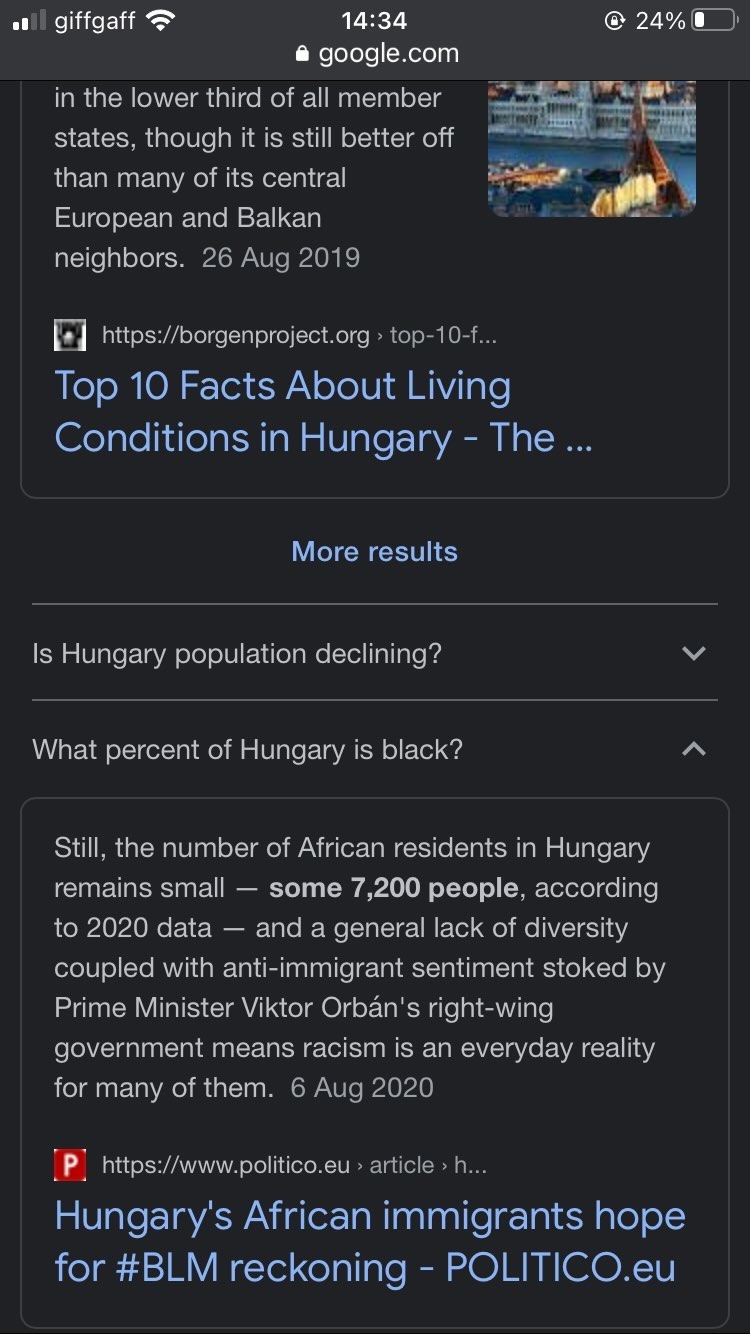 giffgaff 14:34 24%
google.com
in the lower third of all member
states, though it is still better off
than many of its central
European and Balkan
neighbors. 26 Aug 2019
https://borgenproject.org › top-10-f...
Top 10 Facts About Living
Conditions in Hungary - The ...
More results
Is Hungary population declining?
What percent of Hungary is black?
Still, the number of African residents in Hungary
remains small — some 7,200 people, according
to 2020 data — and a general lack of diversity
coupled with anti-immigrant sentiment stoked by
Prime Minister Viktor Orbán's right-wing
government means racism is an everyday reality
for many of them. 6 Aug 2020
P https://www.politico.eu › article › h...
Hungary's African immigrants hope
for #BLM reckoning - POLITICO.eu